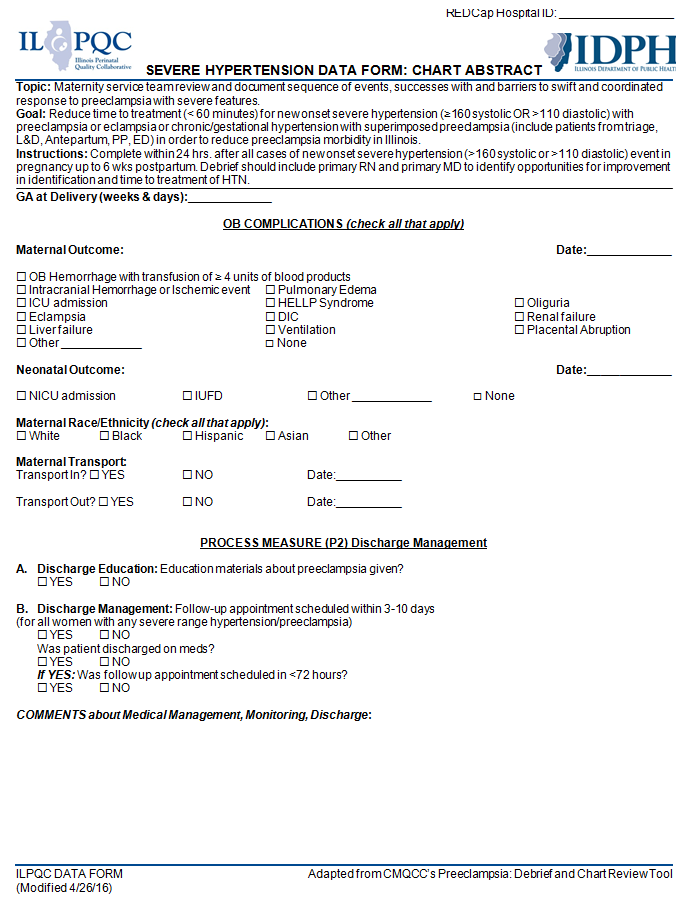 REDCap Hospital ID: __________________
IL PQC
Illinois Perinatal
Quality Collaborative
IDPH
ILLINOIS DEPARTMENT OF PUBLIC HEALTH
SEVERE HYPERTENSION DATA FORM: CHART ABSTRACT
Topic: Maternity service team review and document sequence of events, successes with and barriers to swift and coordinated
response to preeclampsia with severe features.
Goal: Reduce time to treatment (< 60 minutes) for new onset severe hypertension (≥160 systolic OR >110 diastolic) with
preeclampsia or eclampsia or chronic/gestational hypertension with superimposed preeclampsia (include patients from triage,
L&D, Antepartum, PP, ED) in order to reduce preeclampsia morbidity in Illinois.
Instructions: Complete within 24 hrs. after all cases of new onset severe hypertension (>160 systolic or >110 diastolic) event in
pregnancy up to 6 wks postpartum. Debrief should include primary RN and primary MD to identify opportunities for improvement
in identification and time to treatment of HTN.
GA at Delivery (weeks & days):_____________
OB COMPLICATIONS (check all that apply)
Maternal Outcome: Date:_____________
☐ OB Hemorrhage with transfusion of ≥ 4 units of blood products
☐ Intracranial Hemorrhage or Ischemic event ☐ Pulmonary Edema
☐ ICU admission ☐ HELLP Syndrome ☐ Oliguria
☐ Eclampsia ☐ DIC ☐ Renal failure
☐ Liver failure ☐ Ventilation ☐ Placental Abruption
☐ Other ____________ ☐ None
Neonatal Outcome: Date:_____________
☐ NICU admission ☐ IUFD ☐ Other ____________ ☐ None
Maternal Race/Ethnicity (check all that apply):
☐ White ☐ Black ☐ Hispanic ☐ Asian ☐ Other
Maternal Transport:
Transport In? ☐ YES ☐ NO Date:__________
Transport Out? ☐ YES ☐ NO Date:__________
PROCESS MEASURE (P2) Discharge Management
A. Discharge Education: Education materials about preeclampsia given?
☐ YES ☐ NO
B. Discharge Management: Follow-up appointment scheduled within 3-10 days
(for all women with any severe range hypertension/preeclampsia)
☐ YES ☐ NO
Was patient discharged on meds?
☐ YES ☐ NO
If YES: Was follow up appointment scheduled in <72 hours?
☐ YES ☐ NO
COMMENTS about Medical Management, Monitoring, Discharge:
ILPQC DATA FORM Adapted from CMQCC's Preeclampsia: Debrief and Chart Review Tool
(Modified 4/26/16)